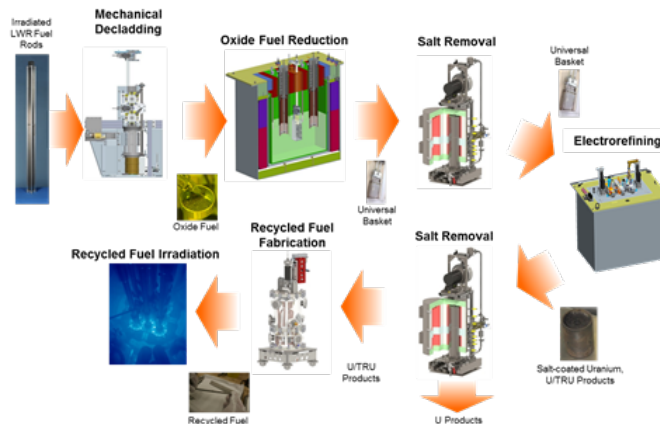 Irradiated
LWR Fuel
Rods
Mechanical
Decladding
Oxide Fuel Reduction
Salt Removal
Universal
Basket
Electrorefining
Oxide Fuel
Universal
Basket
Recycled Fuel Irradiation
Recycled Fuel
Fabrication
Salt Removal
U/TRU
Products
Salt-coated Uranium,
U/TRU Products
Recycled Fuel
U Products